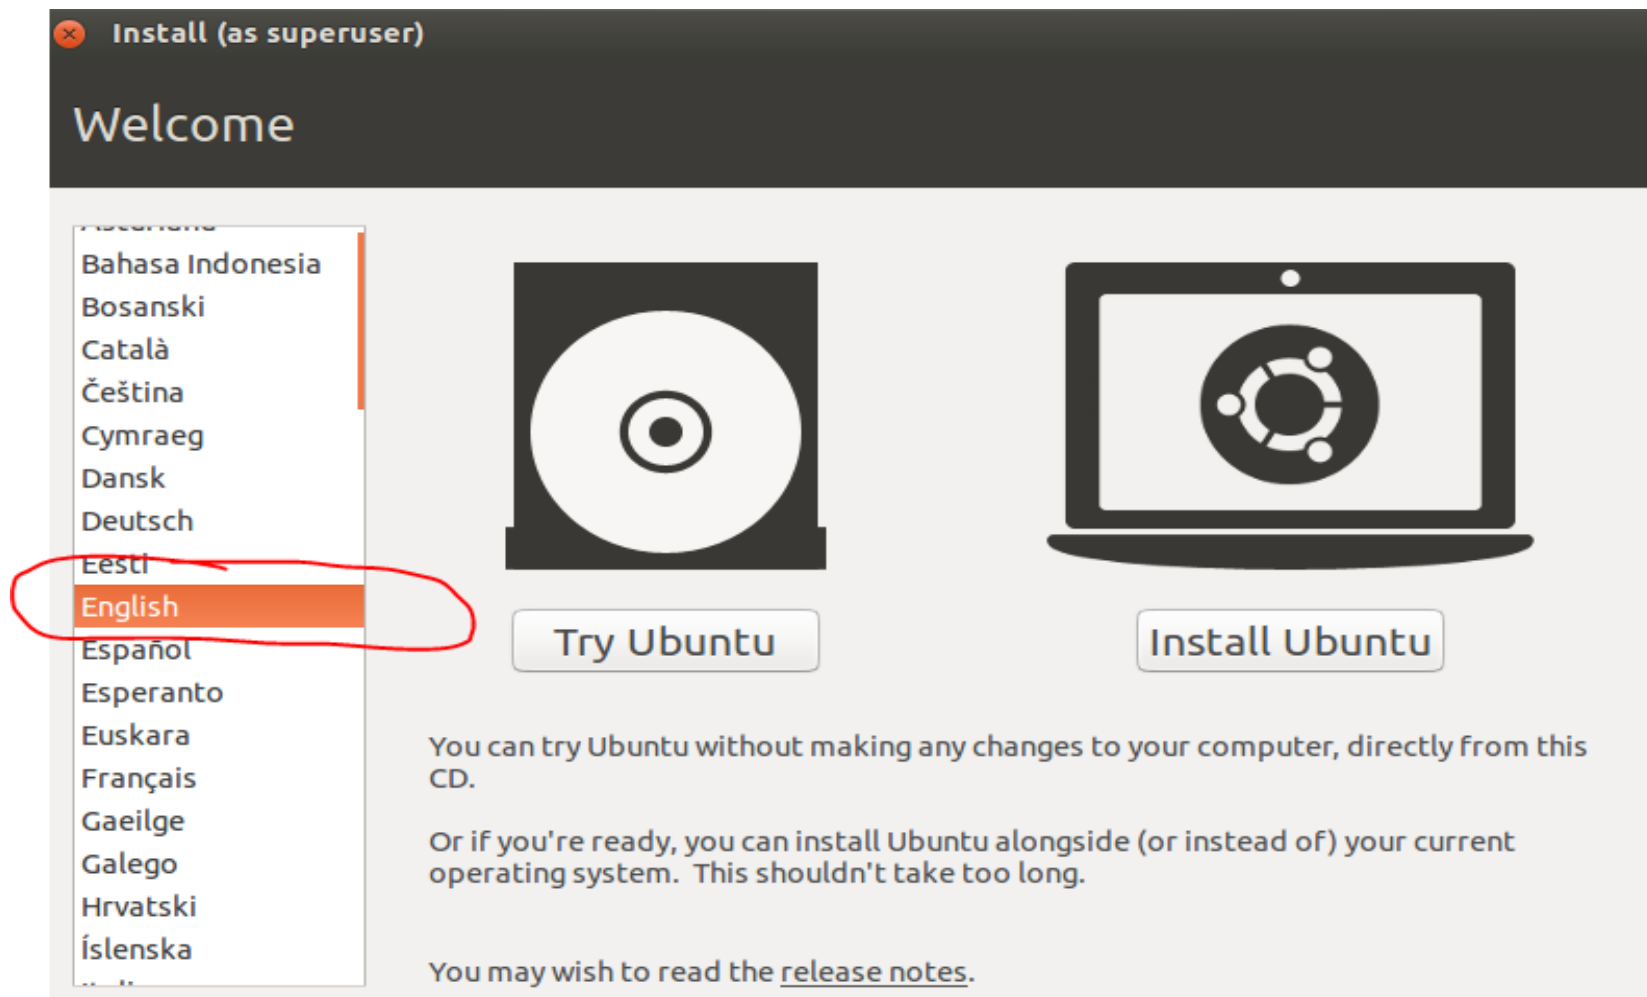 Install (as superuser)
Welcome
Bahasa Indonesia
Bosanski
Català
Čeština
Cymraeg
Dansk
Deutsch
Eesti
English
Español
Esperanto
Euskara
Français
Gaeilge
Galego
Hrvatski
Íslenska
Try Ubuntu
Install Ubuntu
You can try Ubuntu without making any changes to your computer, directly from this
CD.
Or if you're ready, you can install Ubuntu alongside (or instead of) your current
operating system.  This shouldn't take too long.
You may wish to read the release notes.